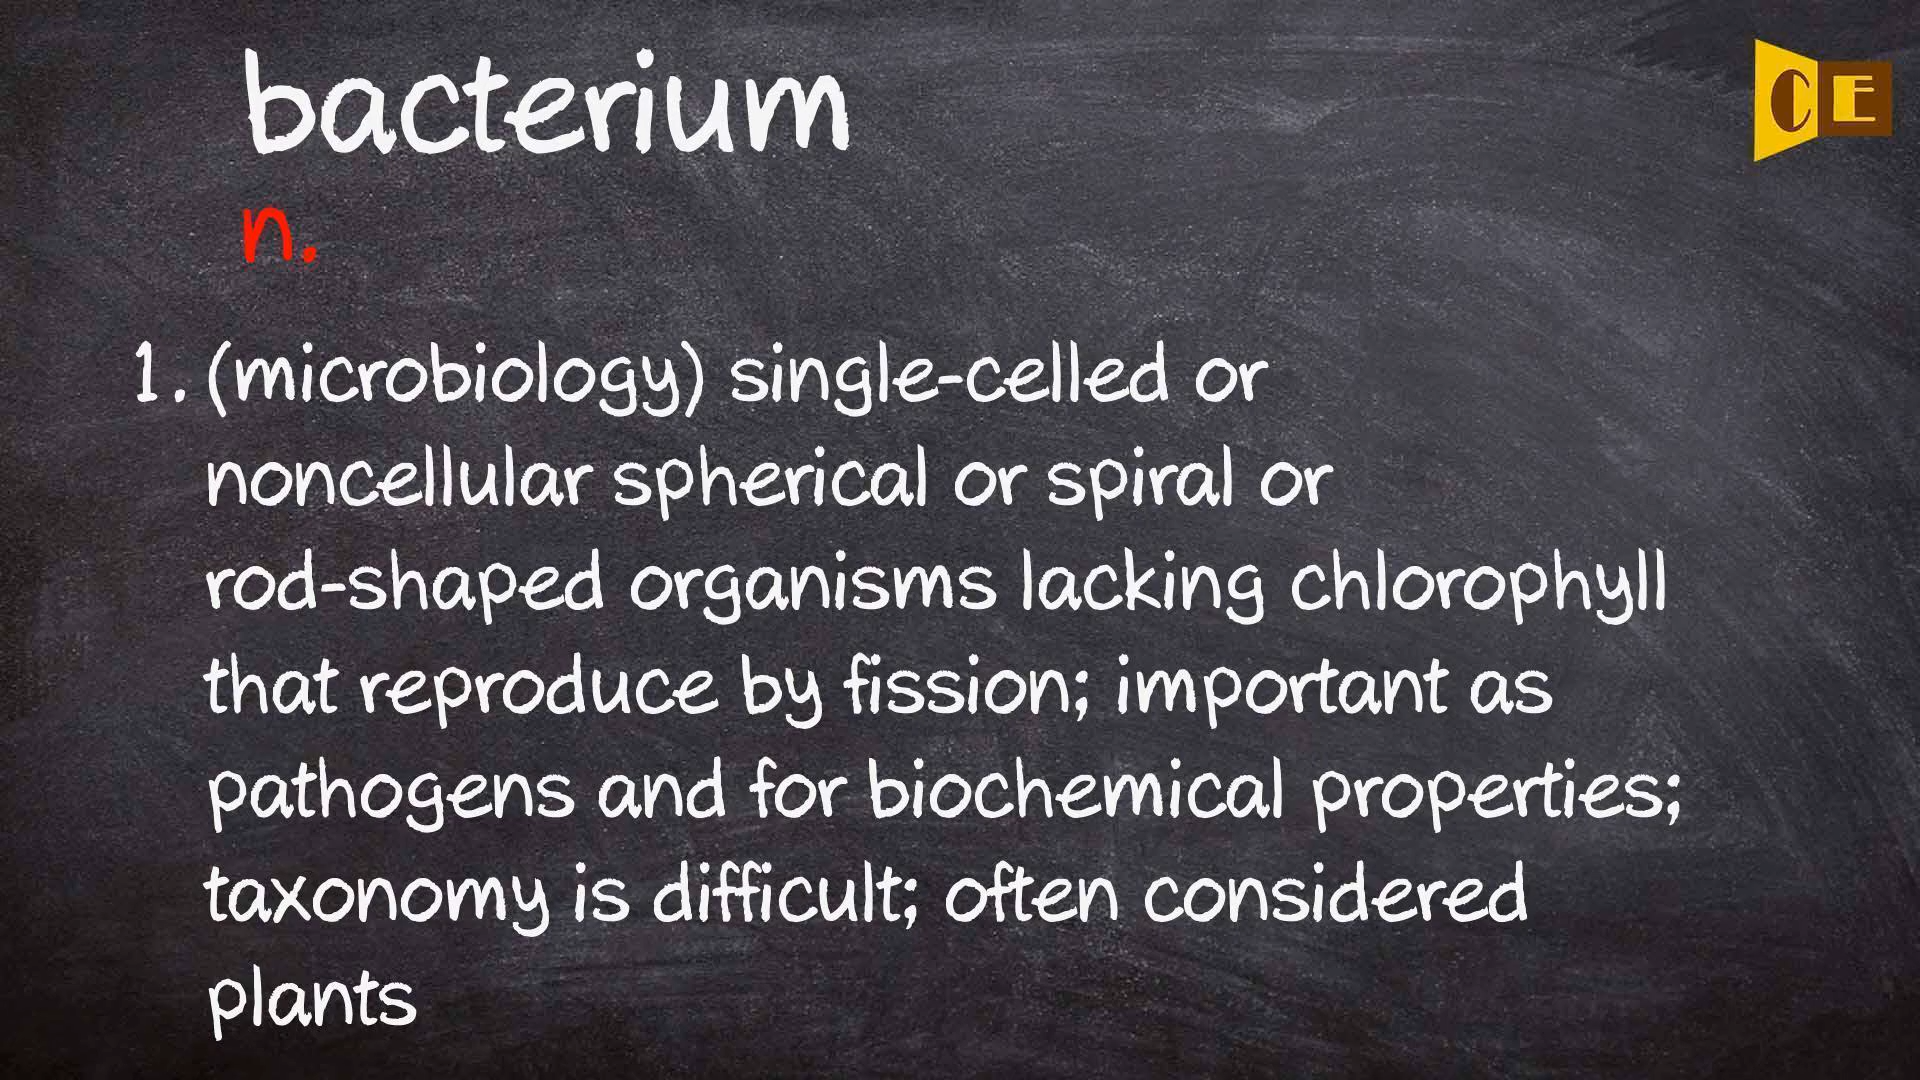 bacterium
CE
n.
1. (microbiology) single-celled or
noncellular spherical or spiral or
rod-shaped organisms lacking chlorophyll
that reproduce by fission; important as
pathogens and for biochemical properties;
taxonomy is difficult; often considered
plants